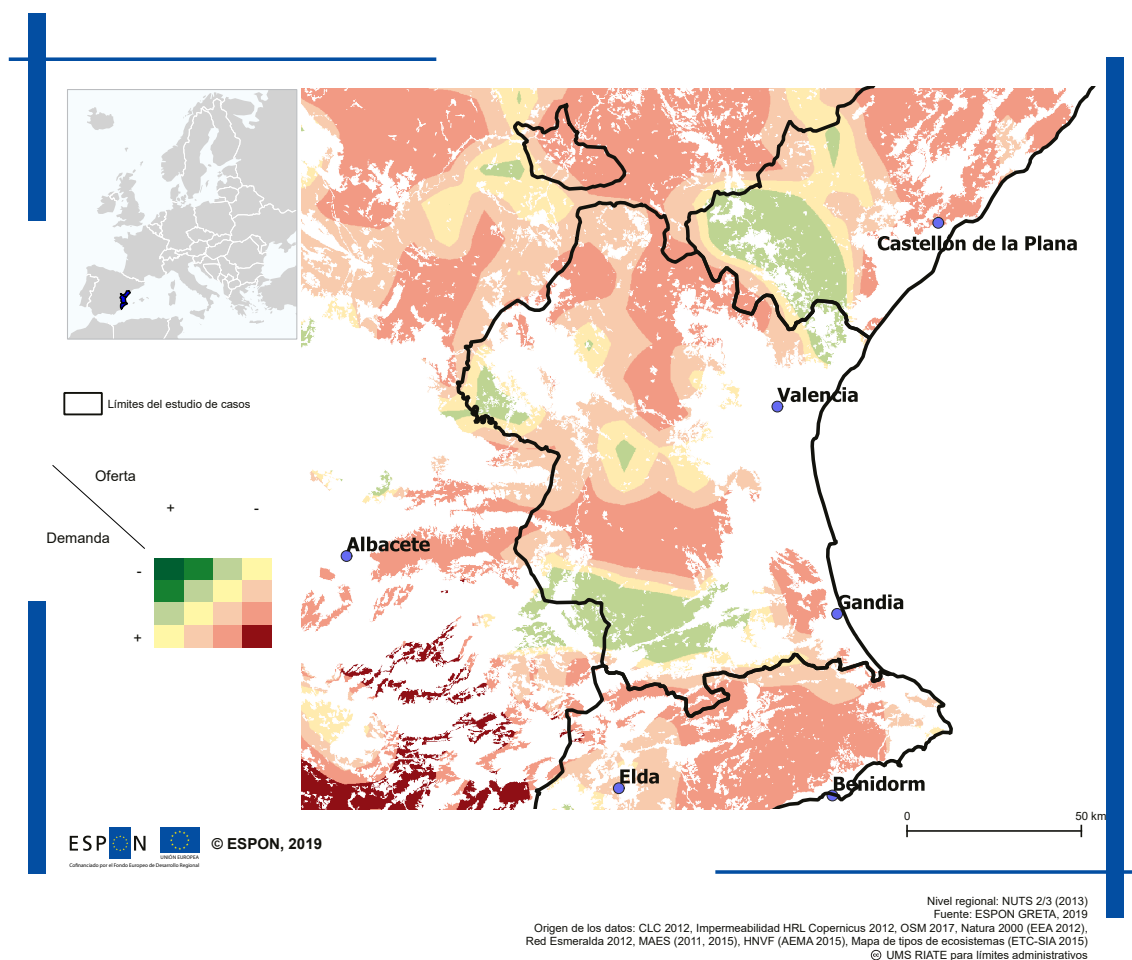 Castellón de la Plana
Valencia
Límites del estudio de casos
Oferta
+ -
Demanda
-
+
Albacete
Gandia
Elda
Benidorm
0 50 km
ESPON
UNIÓN EUROPEA
© ESPON, 2019
Cofinanciado por el Fondo Europeo de Desarrollo Regional
Nivel regional: NUTS 2/3 (2013)
Fuente: ESPON GRETA, 2019
Origen de los datos: CLC 2012, Impermeabilidad HRL Copernicus 2012, OSM 2017, Natura 2000 (EEA 2012),
Red Esmeralda 2012, MAES (2011, 2015), HNVF (AEMA 2015), Mapa de tipos de ecosistemas (ETC-SIA 2015)
㏄ UMS RIATE para límites administrativos